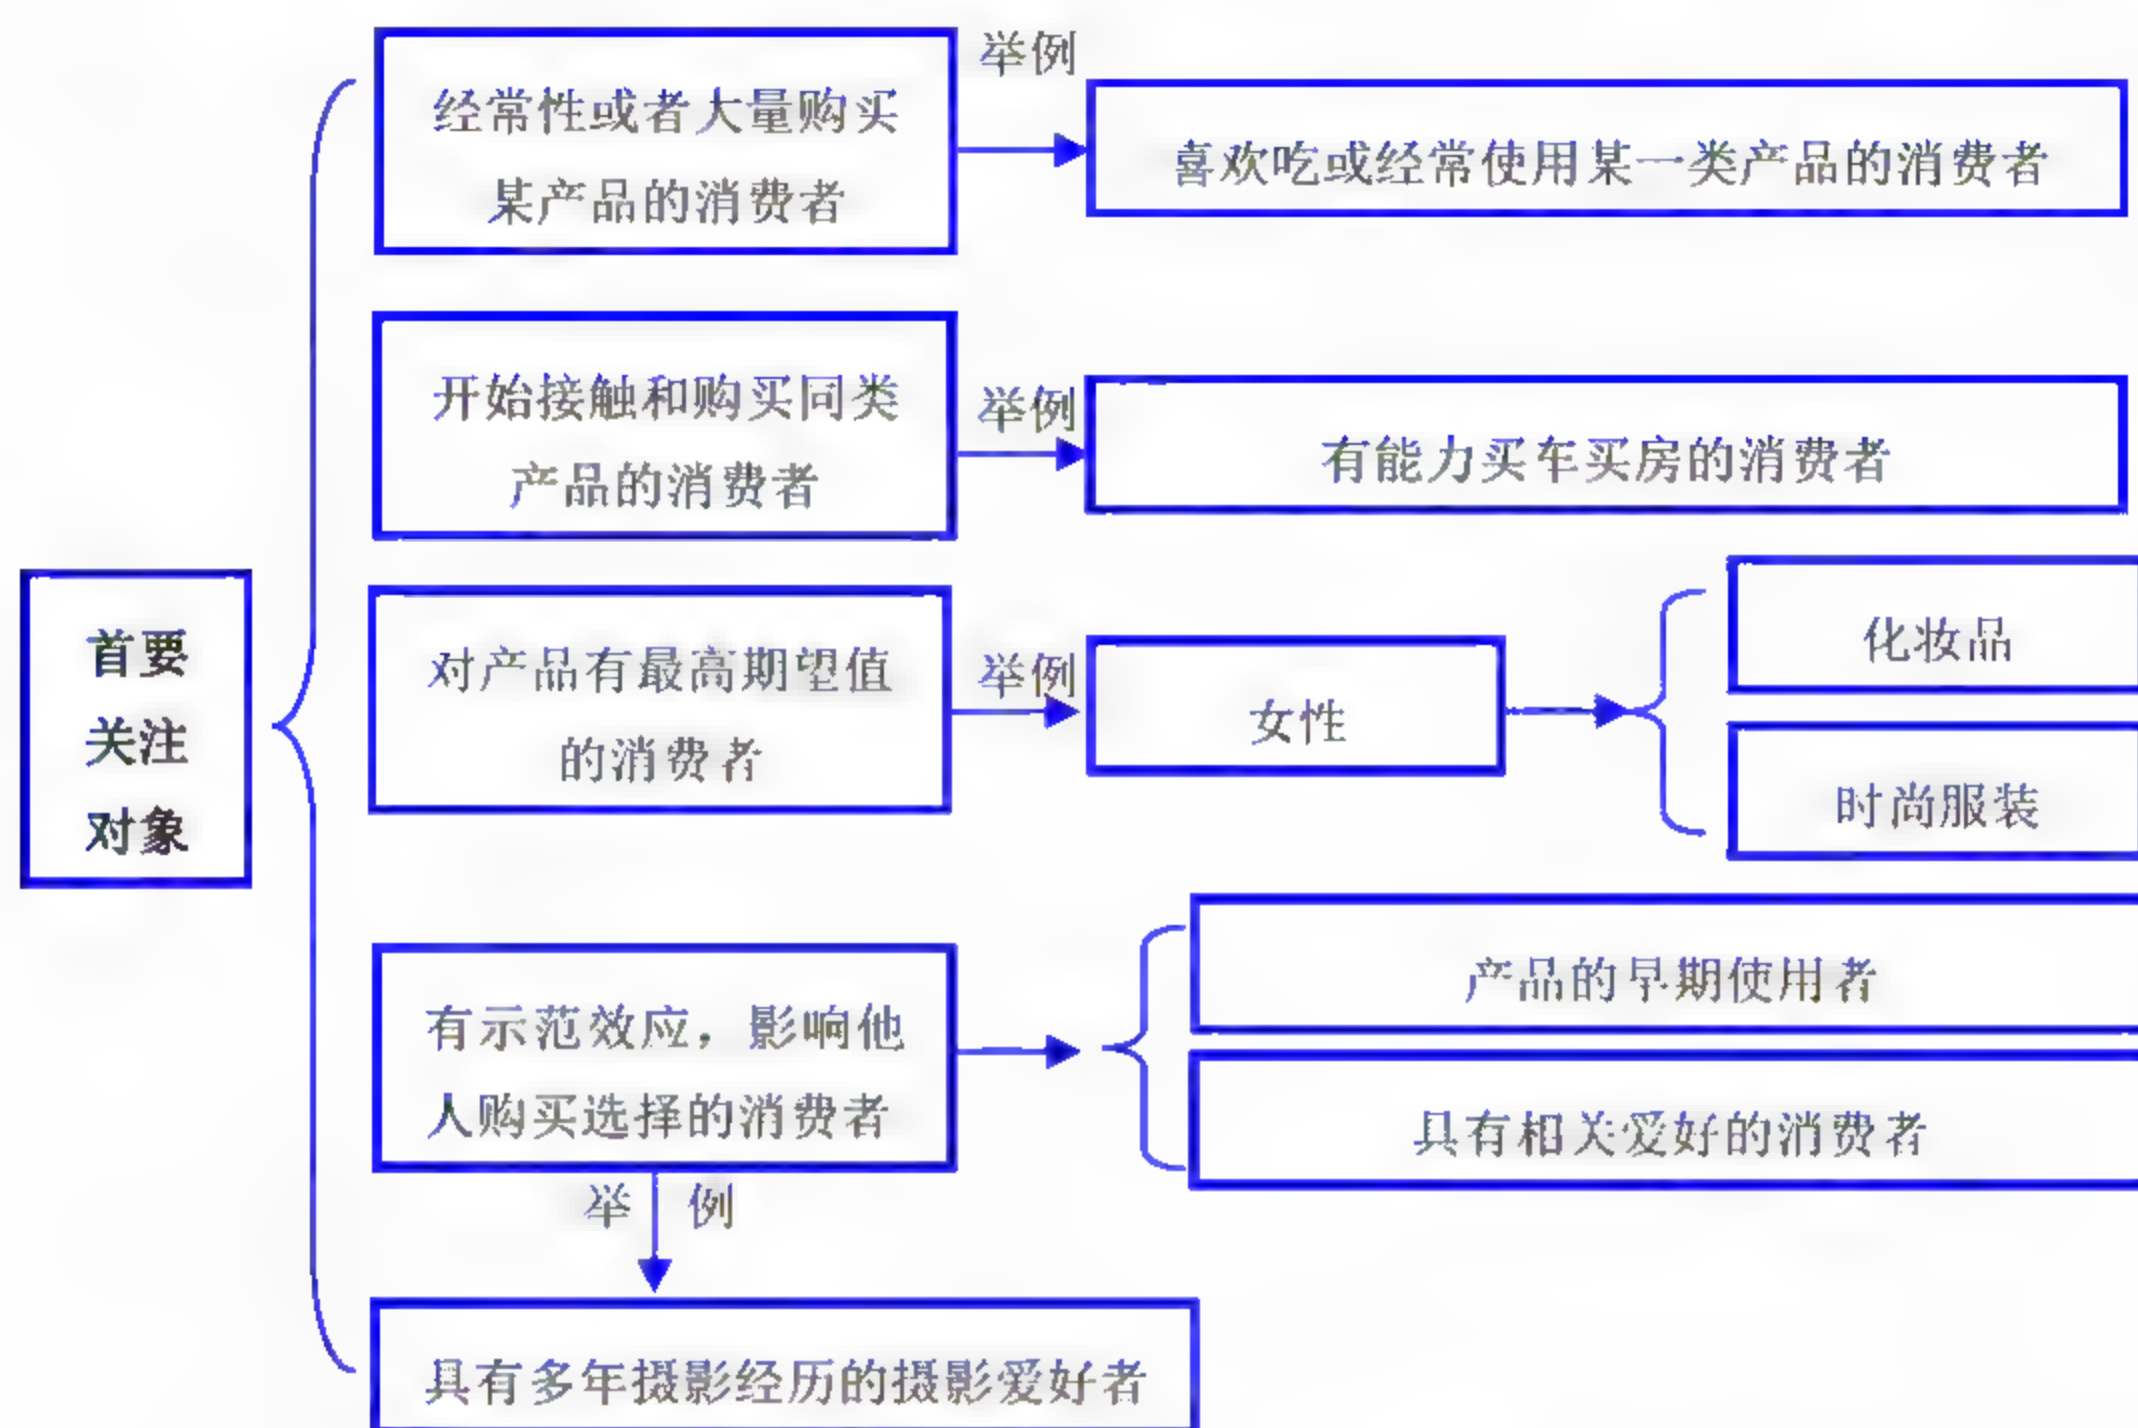 首要
关注
对象
经常性或者大量购买
某产品的消费者
举例
喜欢吃或经常使用某一类产品的消费者
开始接触和购买同类
产品的消费者
举例
有能力买车买房的消费者
对产品有最高期望值
的消费者
举例
女性
化妆品
时尚服装
有示范效应，影响他
人购买选择的消费者
产品的早期使用者
具有相关爱好的消费者
举 例
具有多年摄影经历的摄影爱好者